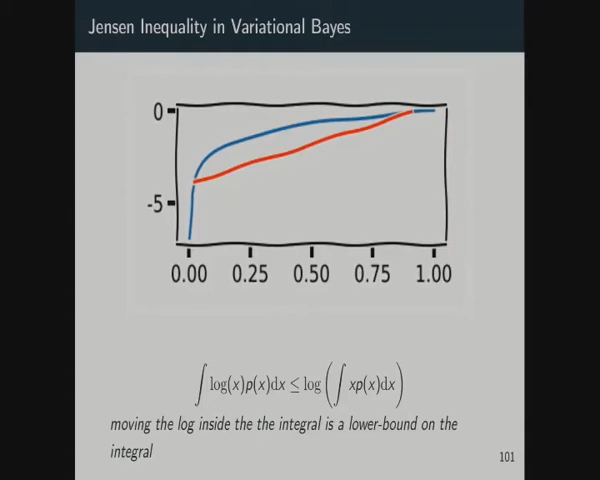 Jensen Inequality in Variational Bayes
0
-5
0.00 0.25 0.50 0.75 1.00
∫ log(x)p(x)dx ≤ log (∫ xp(x)dx)
moving the log inside the the integral is a lower-bound on the
integral
101